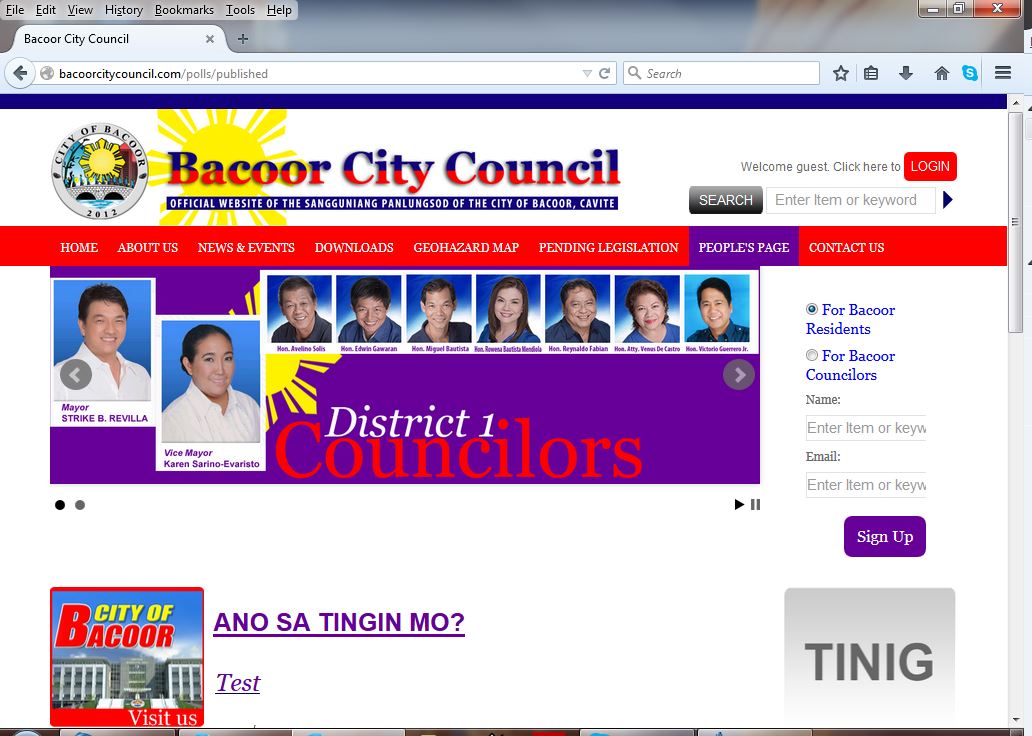 File Edit View History Bookmarks Tools Help
Bacoor City Council
bacoorcitycouncil.com/polls/published
Search
CITY OF BACOOR
2012
Bacoor City Council
OFFICIAL WEBSITE OF THE SANGGUNIANG PANLUNGSOD OF THE CITY OF BACOOR, CAVITE
Welcome guest. Click here to LOGIN
SEARCH Enter Item or keyword
HOME ABOUT US NEWS & EVENTS DOWNLOADS GEOHAZARD MAP PENDING LEGISLATION PEOPLE'S PAGE CONTACT US
Hon. Avelino Solis Hon. Edwin Gawaran Hon. Miguel Bautista Hon. Rowena Bautista Mendiola Hon. Reynaldo Fabian Hon. Atty. Venus De Castro Hon. Victorio Guerrero Jr.
Mayor
STRIKE B. REVILLA
Vice Mayor
Karen Sarino-Evaristo
District 1
Councilors
For Bacoor
Residents
For Bacoor
Councilors
Name:
Enter Item or keyw
Email:
Enter Item or keyw
Sign Up
CITY OF
BACOOR
Visit us
ANO SA TINGIN MO?
Test
TINIG